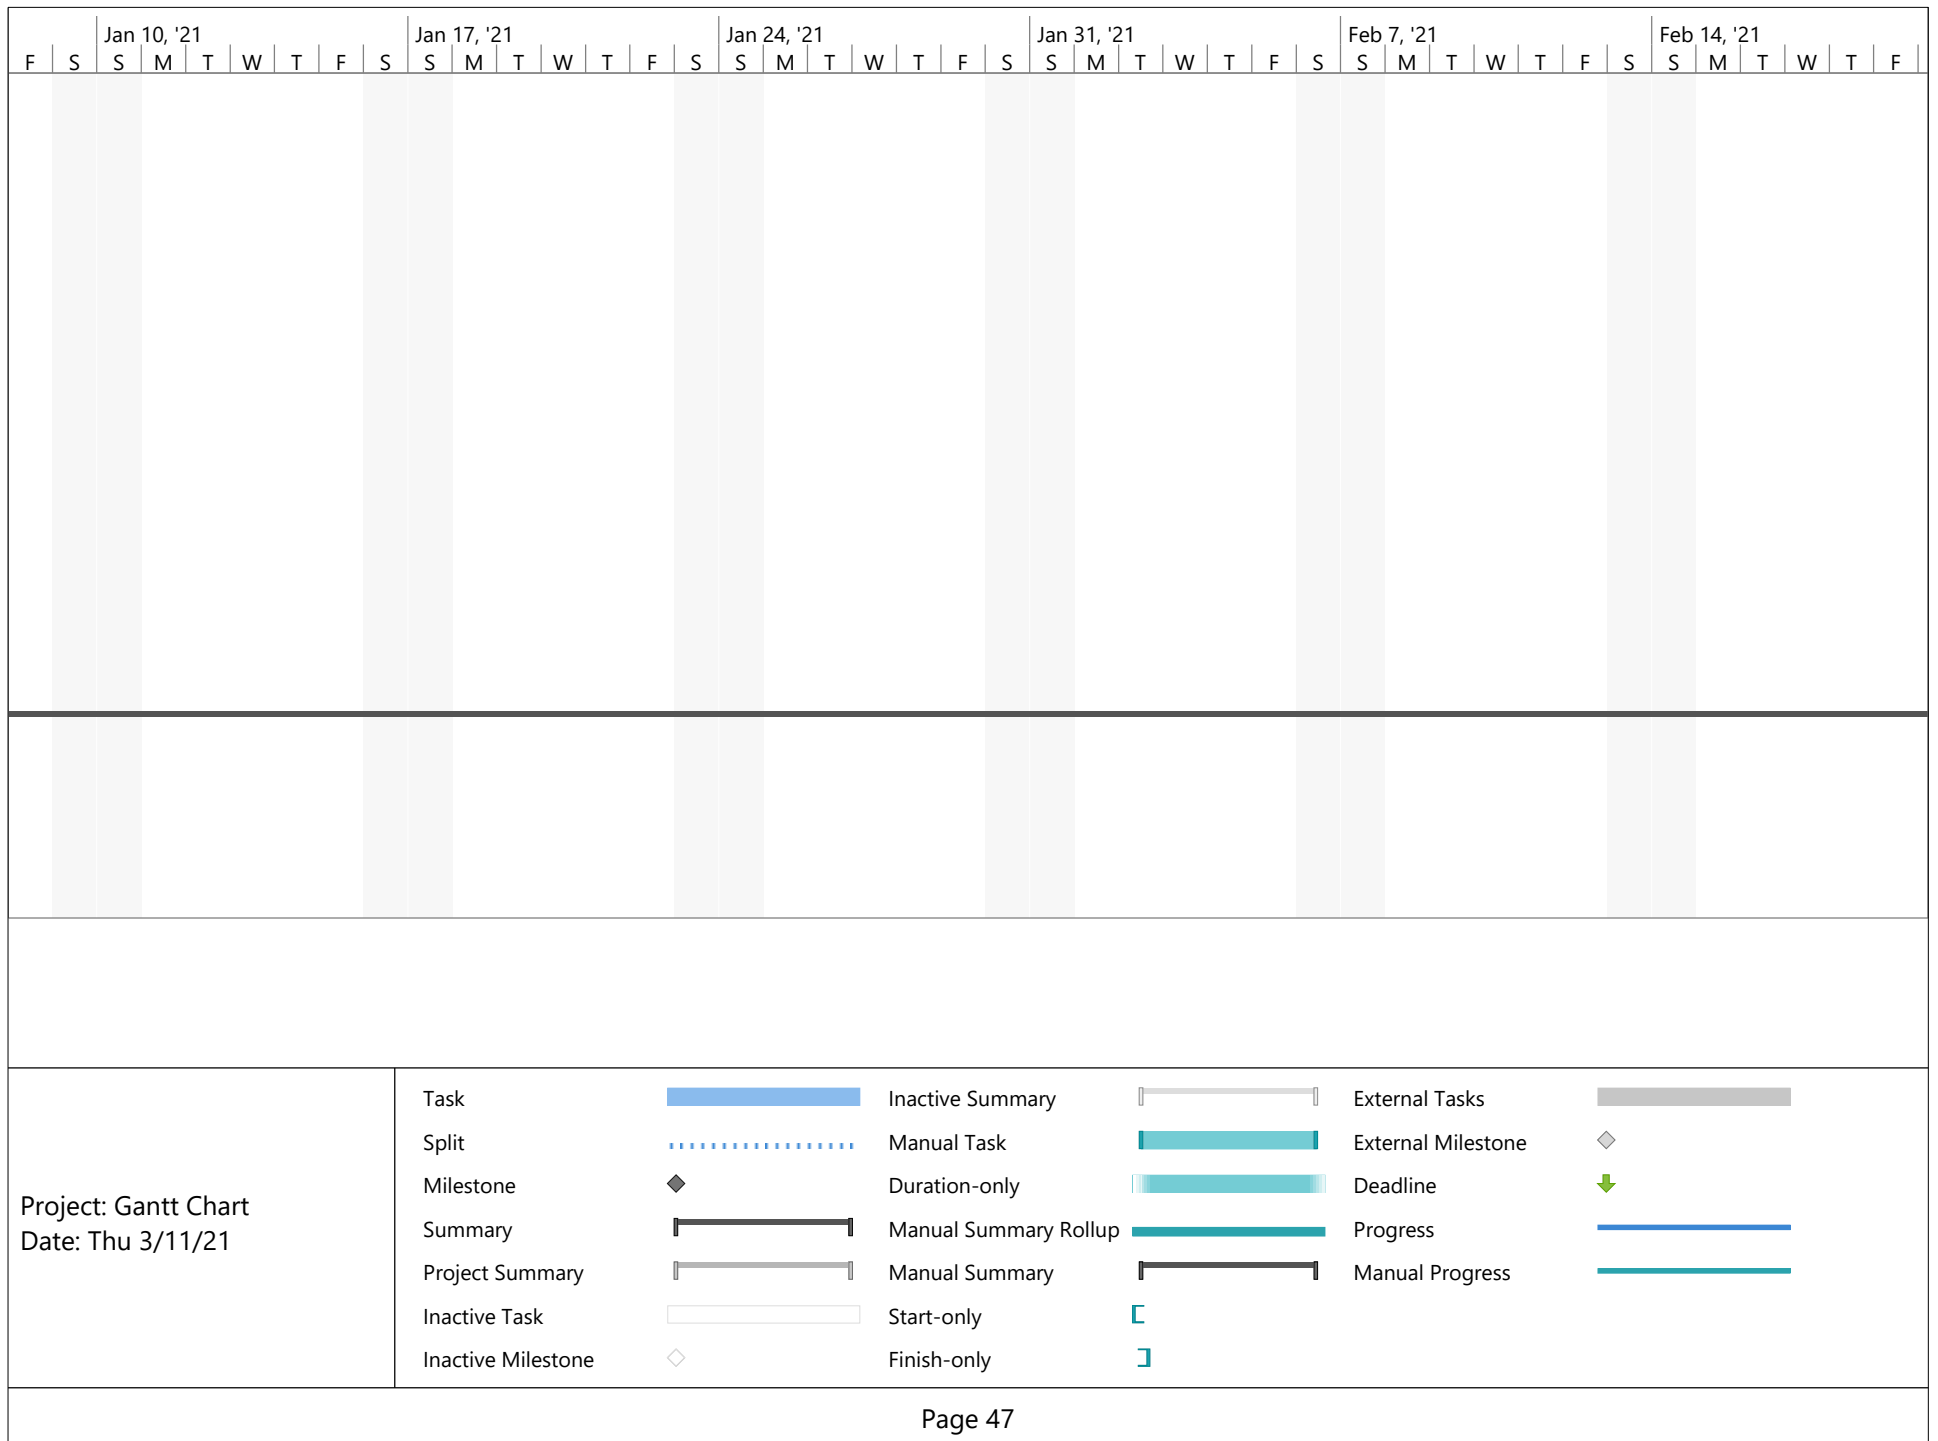 Jan 10, '21 Jan 17, '21 Jan 24, '21 Jan 31, '21 Feb 7, '21 Feb 14, '21
F S S M T W T F S S M T W T F S S M T W T F S S M T W T F S S M T W T F S S M T W T F
Project: Gantt Chart
Date: Thu 3/11/21
Task
Split
Milestone
Summary
Project Summary
Inactive Task
Inactive Milestone
Inactive Summary
Manual Task
Duration-only
Manual Summary Rollup
Manual Summary
Start-only
Finish-only
External Tasks
External Milestone
Deadline
Progress
Manual Progress
Page 47